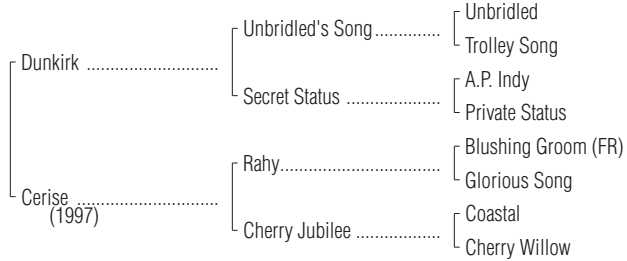 Unbridled
Unbridled's Song..............
Trolley Song
Dunkirk ............................
A.P. Indy
Secret Status ....................
Private Status
Blushing Groom (FR)
Rahy..................................
Glorious Song
Cerise ..............................
(1997)
Coastal
Cherry Jubilee ..................
Cherry Willow